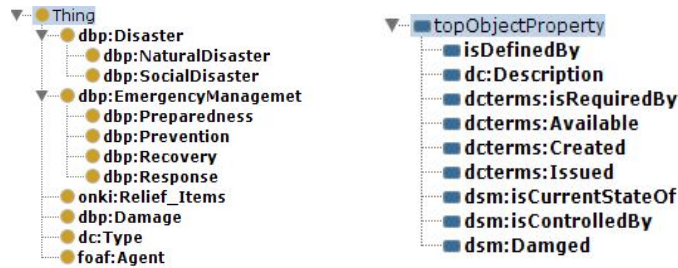 Thing
dbp:Disaster
dbp:NaturalDisaster
dbp:SocialDisaster
dbp:EmergencyManagemet
dbp:Preparedness
dbp:Prevention
dbp:Recovery
dbp:Response
onki:Relief_Items
dbp:Damage
dc:Type
foaf:Agent
topObjectProperty
isDefinedBy
dc:Description
dcterms:isRequiredBy
dcterms:Available
dcterms:Created
dcterms:Issued
dsm:isCurrentStateOf
dsm:isControlledBy
dsm:Damged